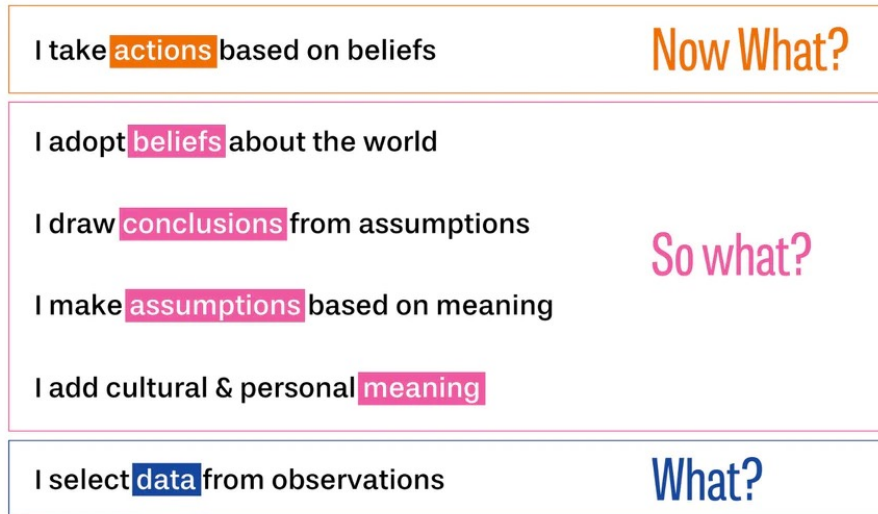 I take actions based on beliefs
Now What?
I adopt beliefs about the world
I draw conclusions from assumptions
So what?
I make assumptions based on meaning
I add cultural & personal meaning
I select data from observations
What?